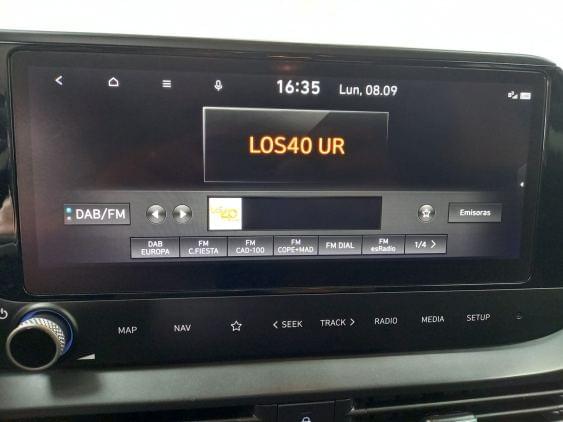 16:35 Lun, 08.09
LOS40 UR
DAB/FM
40
Emisoras
DAB EUROPA
FM C.FIESTA
FM CAD-100
FM COPE+MAD
FM DIAL
FM esRadio
1/4 >
MAP NAV < SEEK TRACK > RADIO MEDIA SETUP